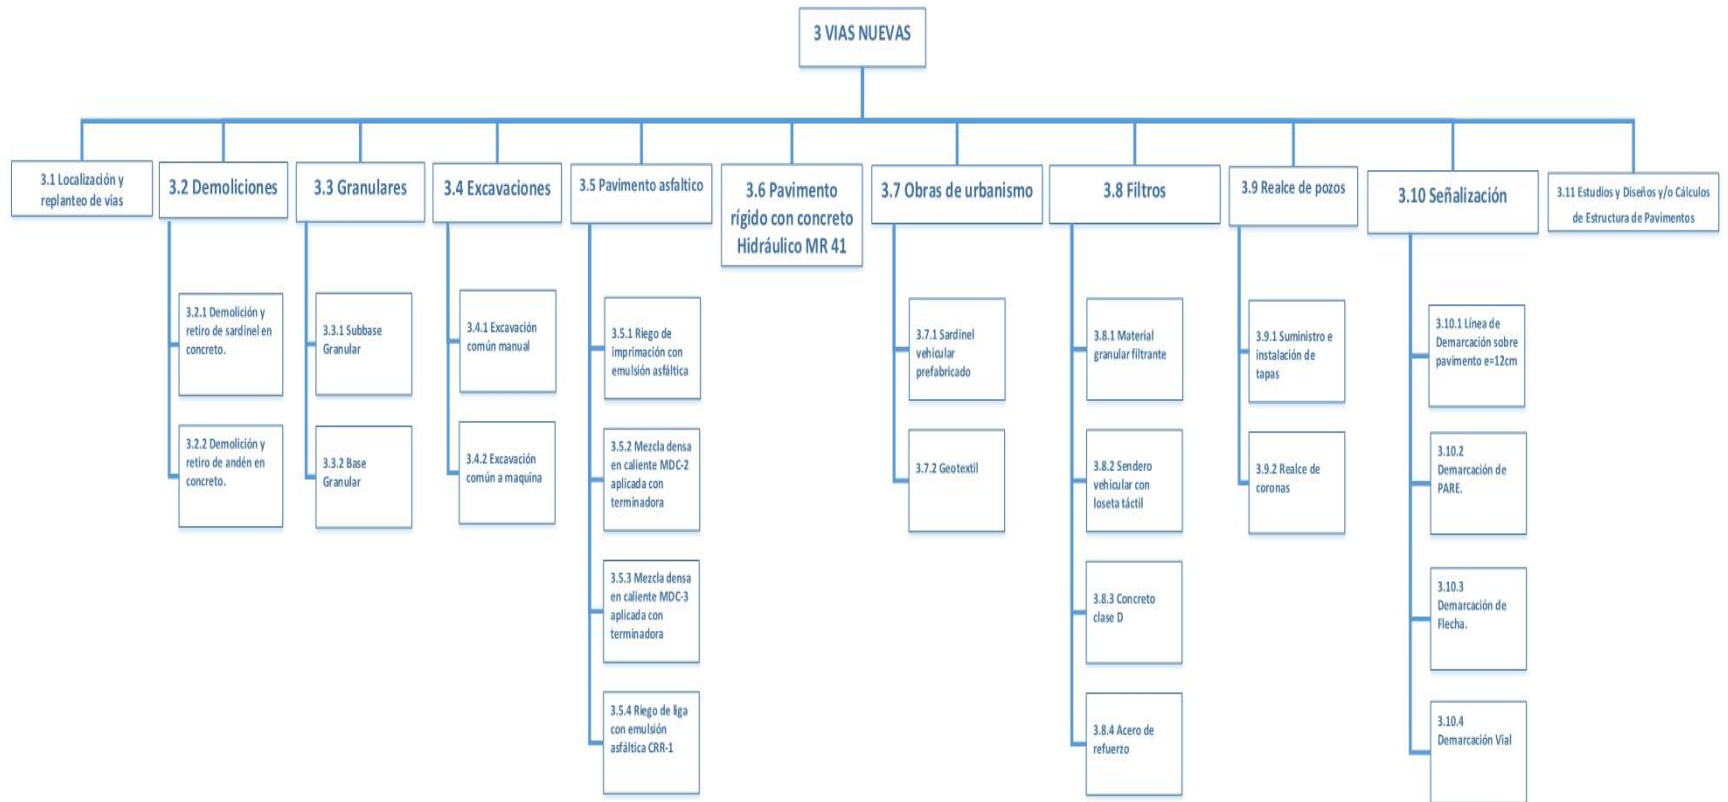 3 VIAS NUEVAS
3.1 Localización y
replanteo de vias
3.2 Demoliciones
3.2.1 Demolición y
retiro de sardinel en
concreto.
3.2.2 Demolición y
retiro de andén en
concreto.
3.3 Granulares
3.3.1 Subbase
Granular
3.3.2 Base
Granular
3.4 Excavaciones
3.4.1 Excavación
común manual
3.4.2 Excavación
común a maquina
3.5 Pavimento asfaltico
3.5.1 Riego de
imprimación con
emulsión asfáltica
3.5.2 Mezcla densa
en caliente MDC-2
aplicada con
terminadora
3.5.3 Mezcla densa
en caliente MDC-3
aplicada con
terminadora
3.5.4 Riego de liga
con emulsión
asfáltica CRR-1
3.6 Pavimento
rígido con concreto
Hidráulico MR 41
3.7 Obras de urbanismo
3.7.1 Sardinel
vehicular
prefabricado
3.7.2 Geotextil
3.8 Filtros
3.8.1 Material
granular filtrante
3.8.2 Sendero
vehicular con
loseta táctil
3.8.3 Concreto
clase D
3.8.4 Acero de
refuerzo
3.9 Realce de pozos
3.9.1 Suministro e
instalación de
tapas
3.9.2 Realce de
coronas
3.10 Señalización
3.10.1 Línea de
Demarcación sobre
pavimento e=12cm
3.10.2
Demarcación de
PARE.
3.10.3
Demarcación de
Flecha.
3.10.4
Demarcación Vial
3.11 Estudios y Diseños y/o Cálculos
de Estructura de Pavimentos